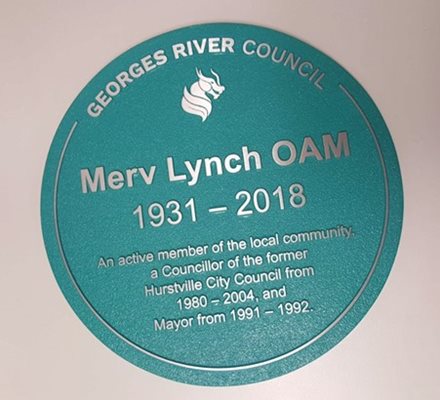 GEORGES RIVER COUNCIL
Merv Lynch OAM
1931 – 2018
An active member of the local community,
a Councillor of the former
Hurstville City Council from
1980 – 2004, and
Mayor from 1991 – 1992.